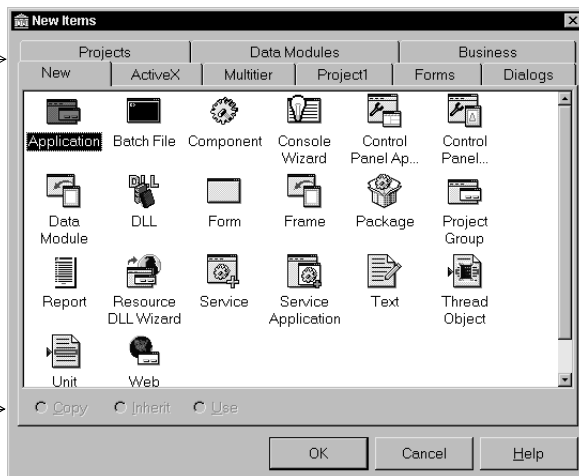 New Items
Projects Data Modules Business
New ActiveX Multitier Project1 Forms Dialogs
Application Batch File Component Console Control Control
Wizard Panel Ap... Panel...
Data DLL Form Frame Package Project
Module Group
Report Resource Service Service Text Thread
DLL Wizard Application Object
Unit Web
Copy Inherit Use
OK Cancel Help